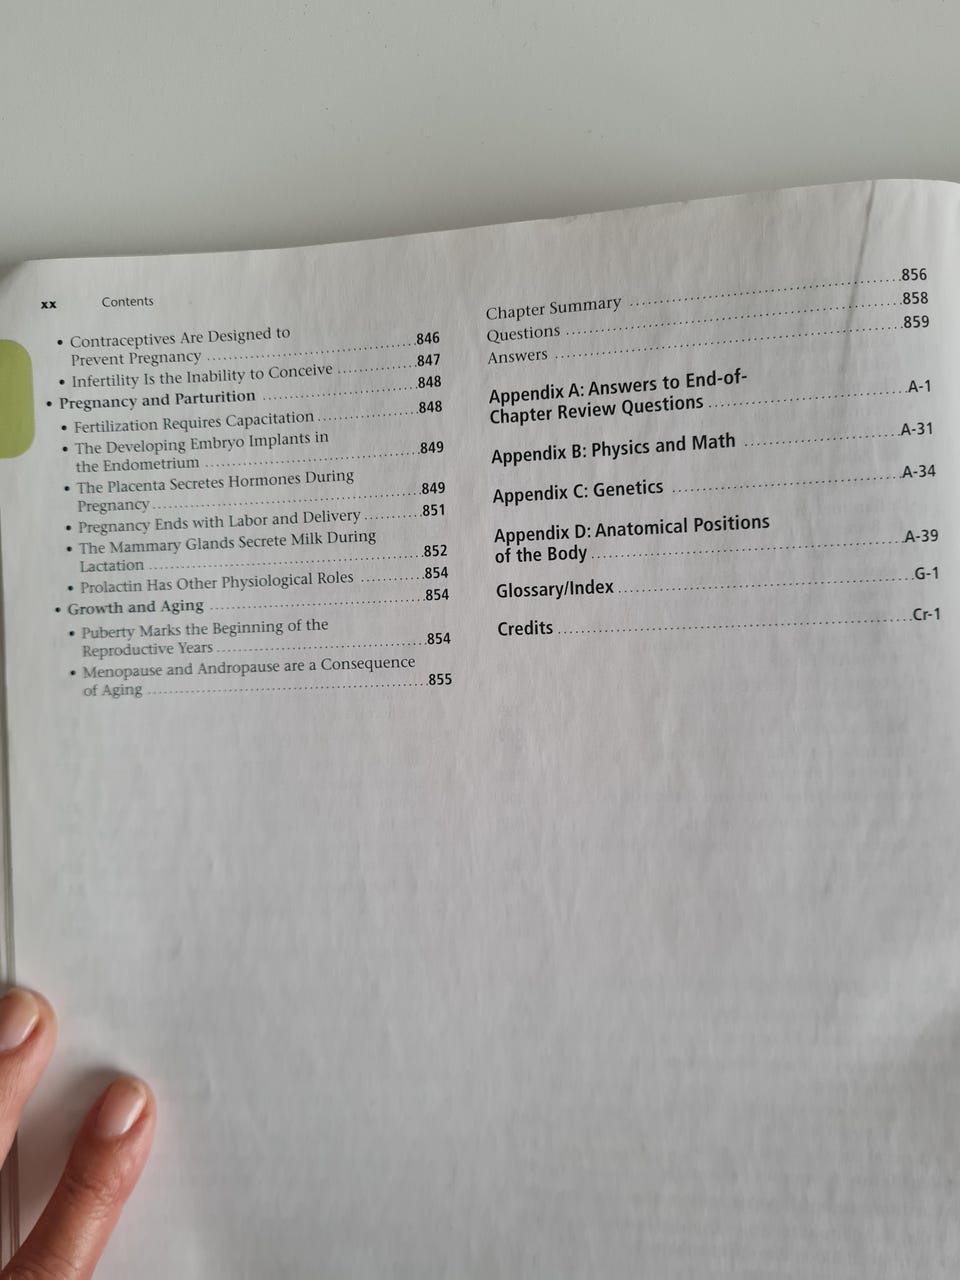 xx Contents
• Contraceptives Are Designed to
Prevent Pregnancy ..............................846
• Infertility Is the Inability to Conceive ............847
• Pregnancy and Parturition ......................848
• Fertilization Requires Capacitation ..............848
• The Developing Embryo Implants in
the Endometrium ..............................849
• The Placenta Secretes Hormones During
Pregnancy ......................................849
• Pregnancy Ends with Labor and Delivery ..........851
• The Mammary Glands Secrete Milk During
Lactation ......................................852
• Prolactin Has Other Physiological Roles ..........854
• Growth and Aging ..............................854
• Puberty Marks the Beginning of the
Reproductive Years ..............................854
• Menopause and Andropause are a Consequence
of Aging ........................................855
Chapter Summary ..............................856
Questions ......................................858
Answers ........................................859
Appendix A: Answers to End-of-
Chapter Review Questions ......................A-1
Appendix B: Physics and Math ..................A-31
Appendix C: Genetics ..........................A-34
Appendix D: Anatomical Positions
of the Body ....................................A-39
Glossary/Index ................................G-1
Credits ........................................Cr-1